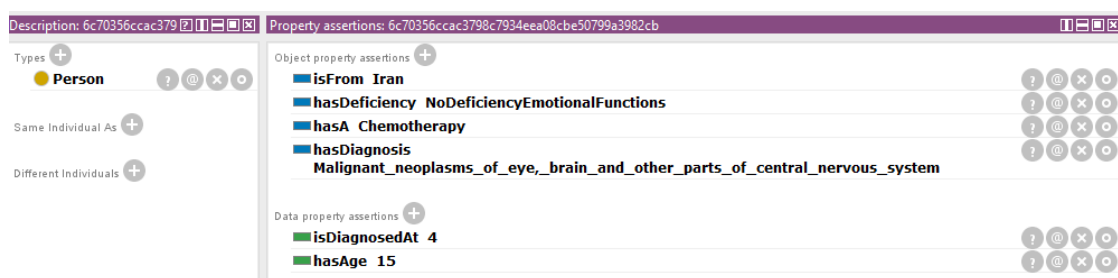 Description: 6c70356ccac379
Property assertions: 6c70356ccac3798c7934eea08cbe50799a3982cb
Types
Person
Same Individual As
Different Individuals
Object property assertions
isFrom Iran
hasDeficiency NoDeficiencyEmotionalFunctions
hasA Chemotherapy
hasDiagnosis
Malignant_neoplasms_of_eye,_brain_and_other_parts_of_central_nervous_system
Data property assertions
isDiagnosedAt 4
hasAge 15